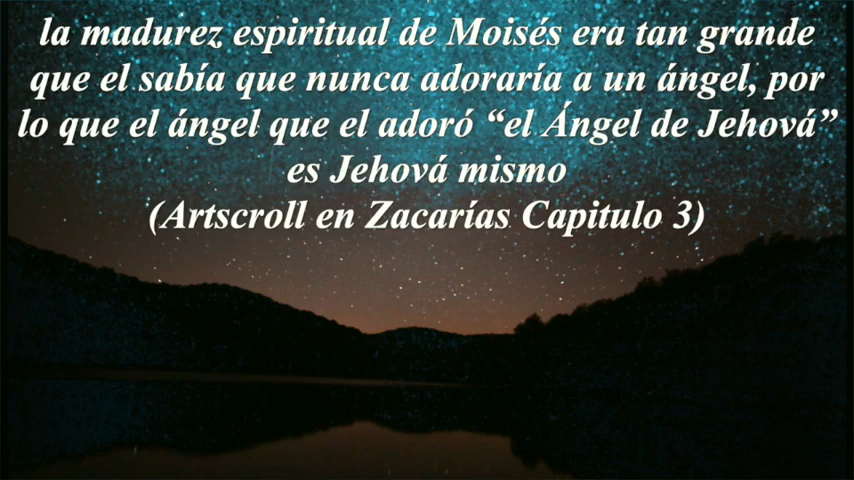 la madurez espiritual de Moisés era tan grande
que el sabía que nunca adoraría a un ángel, por
lo que el ángel que el adoró “el Ángel de Jehová”
es Jehová mismo
(Artscroll en Zacarías Capitulo 3)